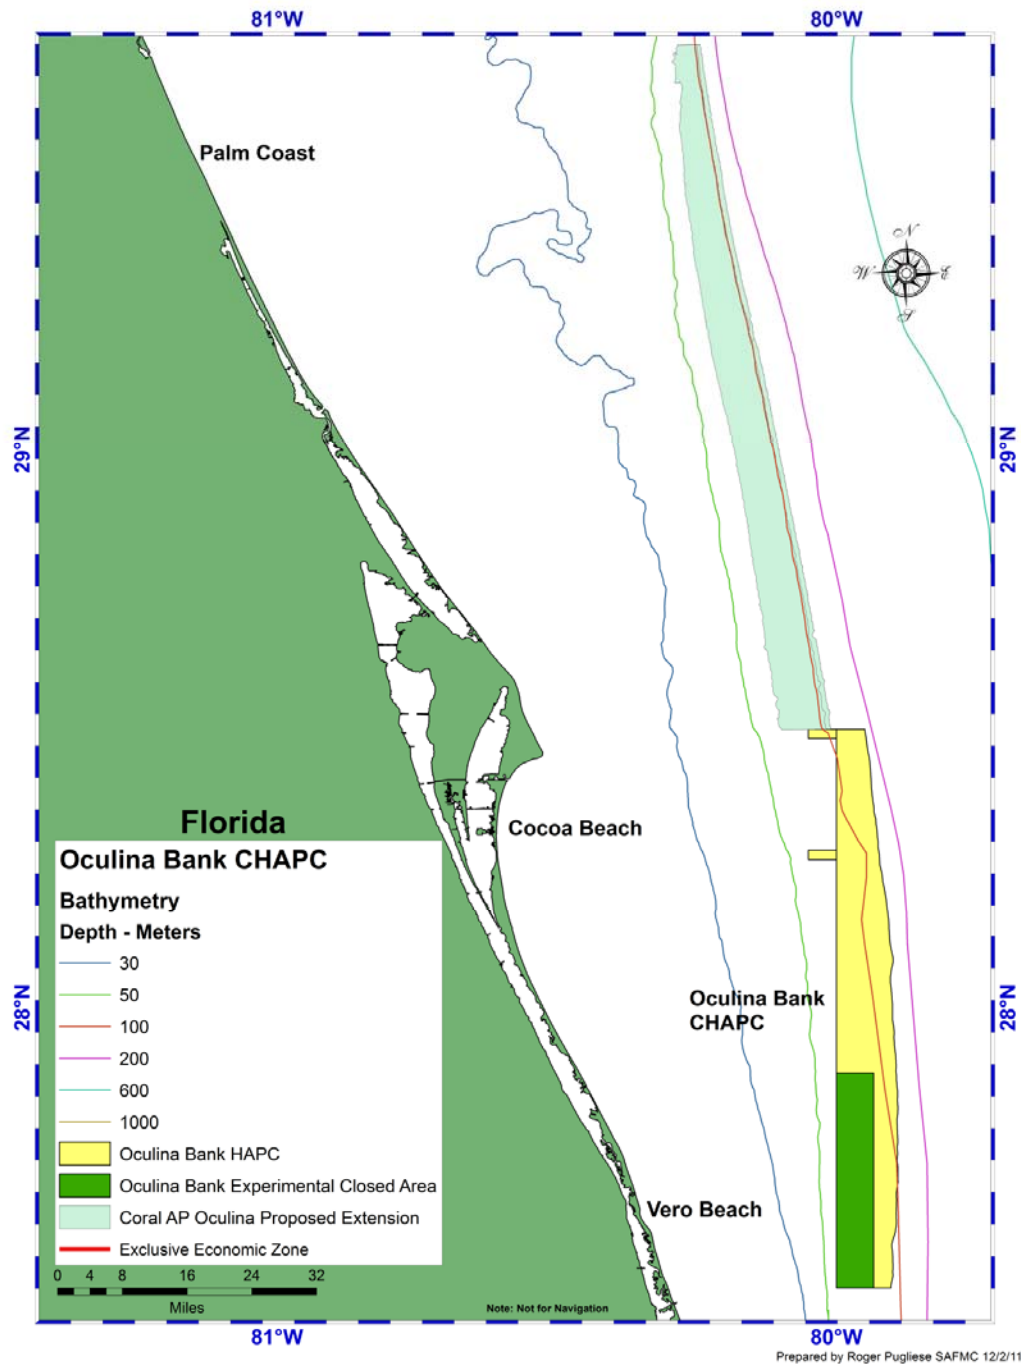 81°W
80°W
Palm Coast
N
W
E
S
29°N
29°N
Florida
Cocoa Beach
Oculina Bank CHAPC
Bathymetry
Depth - Meters
30
50
100
200
600
1000
Oculina Bank HAPC
Oculina Bank Experimental Closed Area
Coral AP Oculina Proposed Extension
Exclusive Economic Zone
0 4 8 16 24 32
Miles
Oculina Bank
CHAPC
28°N
28°N
Vero Beach
Note: Not for Navigation
81°W
80°W
Prepared by Roger Pugliese SAFMC 12/2/11